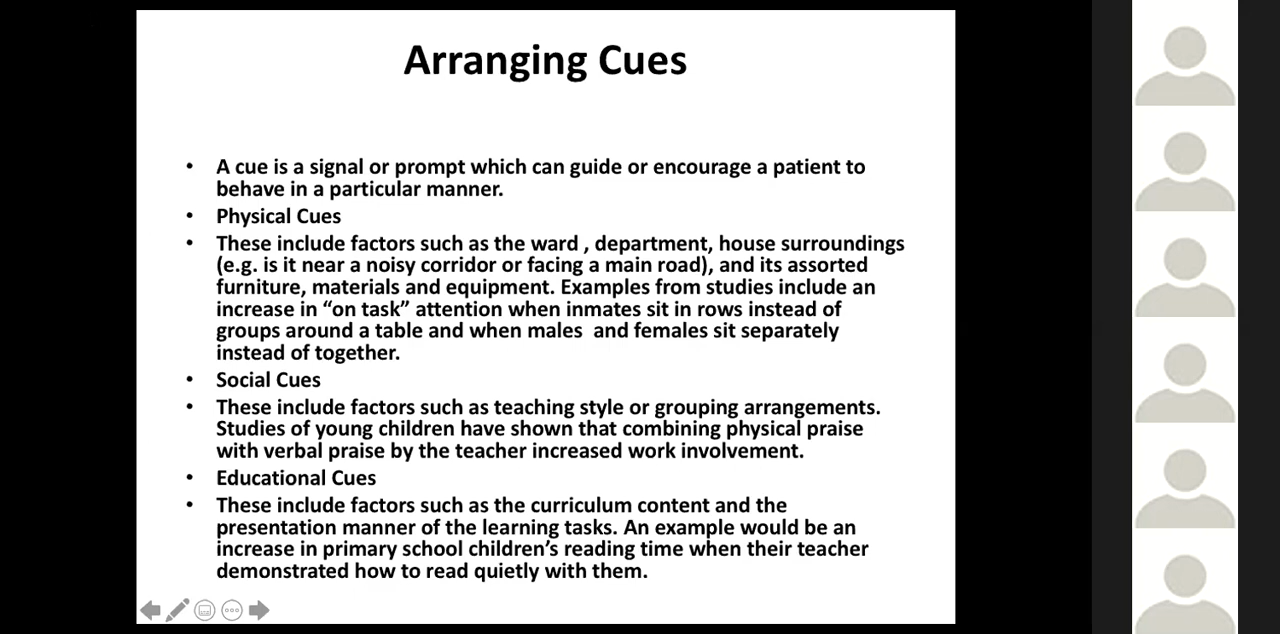 Arranging Cues
• A cue is a signal or prompt which can guide or encourage a patient to
behave in a particular manner.
• Physical Cues
• These include factors such as the ward , department, house surroundings
(e.g. is it near a noisy corridor or facing a main road), and its assorted
furniture, materials and equipment. Examples from studies include an
increase in “on task” attention when inmates sit in rows instead of
groups around a table and when males  and females sit separately
instead of together.
• Social Cues
• These include factors such as teaching style or grouping arrangements.
Studies of young children have shown that combining physical praise
with verbal praise by the teacher increased work involvement.
• Educational Cues
• These include factors such as the curriculum content and the
presentation manner of the learning tasks. An example would be an
increase in primary school children’s reading time when their teacher
demonstrated how to read quietly with them.